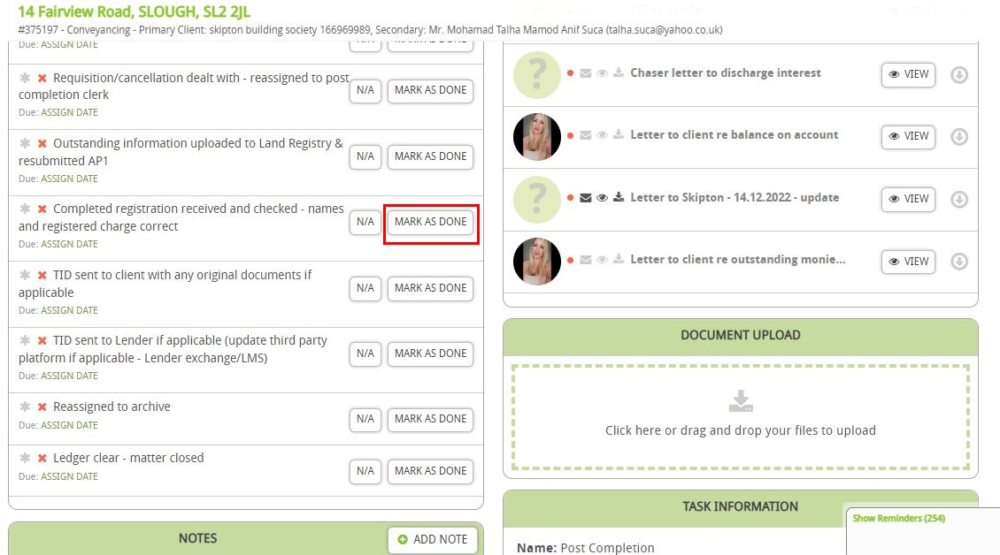 14 Fairview Road, SLOUGH, SL2 2JL
#375197 - Conveyancing - Primary Client: skipton building society 166969989, Secondary: Mr. Mohamad Talha Mamod Anif Suca (talha.suca@yahoo.co.uk)
Due: ASSIGN DATE
N/A MARK AS DONE
Requisition/cancellation dealt with - reassigned to post
completion clerk
Due: ASSIGN DATE
N/A MARK AS DONE
Outstanding information uploaded to Land Registry &
resubmitted AP1
Due: ASSIGN DATE
N/A MARK AS DONE
Completed registration received and checked - names
and registered charge correct
Due: ASSIGN DATE
N/A MARK AS DONE
TID sent to client with any original documents if
applicable
Due: ASSIGN DATE
N/A MARK AS DONE
TID sent to Lender if applicable (update third party
platform if applicable - Lender exchange/LMS)
Due: ASSIGN DATE
N/A MARK AS DONE
Reassigned to archive
Due: ASSIGN DATE
N/A MARK AS DONE
Ledger clear - matter closed
Due: ASSIGN DATE
N/A MARK AS DONE
NOTES
ADD NOTE
TID to Lender VIEW
? Chaser letter to discharge interest VIEW
Letter to client re balance on account VIEW
? Letter to Skipton - 14.12.2022 - update VIEW
Letter to client re outstanding monie... VIEW
DOCUMENT UPLOAD
Click here or drag and drop your files to upload
TASK INFORMATION
Name: Post Completion
Show Reminders (254)